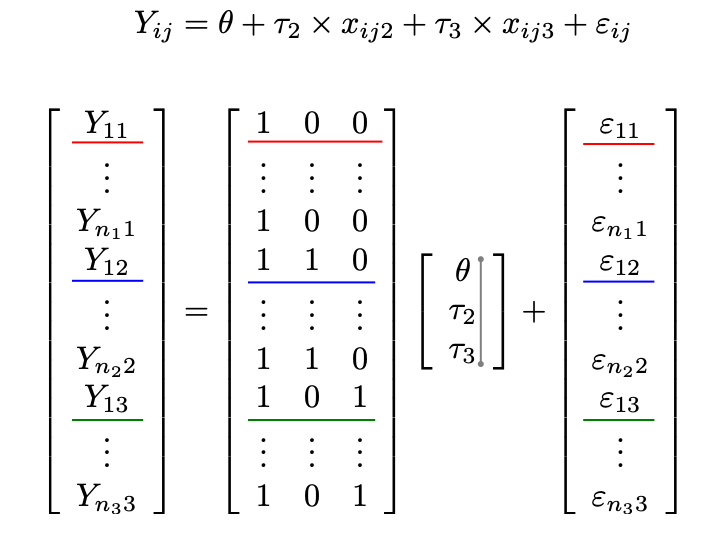 Y_{ij} = θ + τ_2 × x_{ij2} + τ_3 × x_{ij3} + ε_{ij}
[ Y_{11} ] [ 1 0 0 ] [ ε_{11} ]
[ ⋮ ] [ ⋮ ⋮ ⋮ ] [ ⋮ ]
[ Y_{n_1 1} ] [ 1 0 0 ] [ ε_{n_1 1} ]
[ Y_{12} ] [ 1 1 0 ] [ θ ] [ ε_{12} ]
[ ⋮ ] = [ ⋮ ⋮ ⋮ ] [ τ_2 ] + [ ⋮ ]
[ Y_{n_2 2} ] [ 1 1 0 ] [ τ_3 ] [ ε_{n_2 2} ]
[ Y_{13} ] [ 1 0 1 ] [ ε_{13} ]
[ ⋮ ] [ ⋮ ⋮ ⋮ ] [ ⋮ ]
[ Y_{n_3 3} ] [ 1 0 1 ] [ ε_{n_3 3} ]